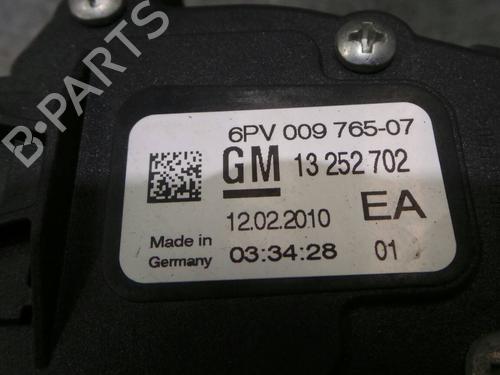 B-PARTS
6PV 009 765-07
GM 13 252 702
12.02.2010 EA
Made in Germany 03:34:28 01